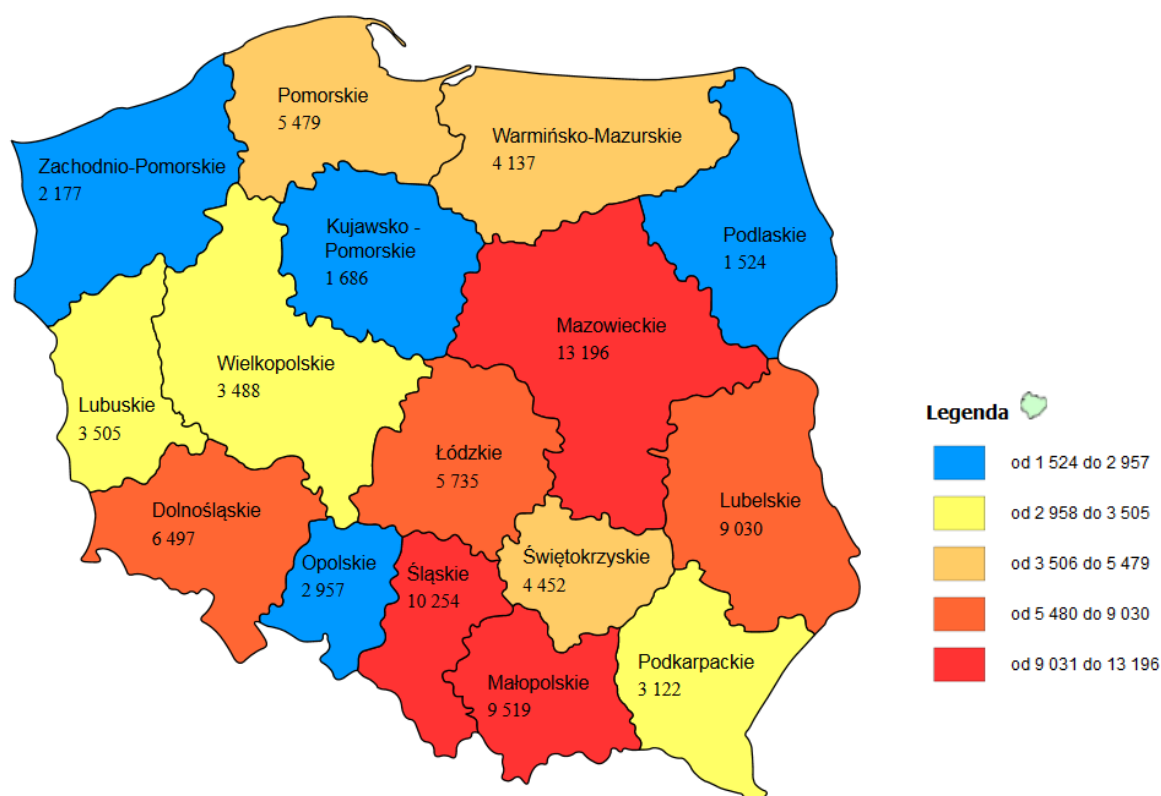 Pomorskie
5 479
Warmińsko-Mazurskie
4 137
Zachodnio-Pomorskie
2 177
Kujawsko -
Pomorskie
1 686
Podlaskie
1 524
Mazowieckie
13 196
Wielkopolskie
3 488
Lubuskie
3 505
Łódzkie
5 735
Lubelskie
9 030
Dolnośląskie
6 497
Opolskie
2 957
Śląskie
10 254
Świętokrzyskie
4 452
Małopolskie
9 519
Podkarpackie
3 122
Legenda
od 1 524 do 2 957
od 2 958 do 3 505
od 3 506 do 5 479
od 5 480 do 9 030
od 9 031 do 13 196